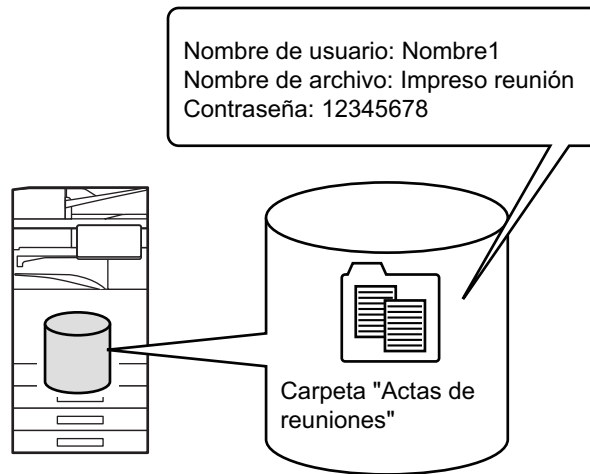 Nombre de usuario: Nombre1
Nombre de archivo: Impreso reunión
Contraseña: 12345678
Carpeta "Actas de
reuniones"